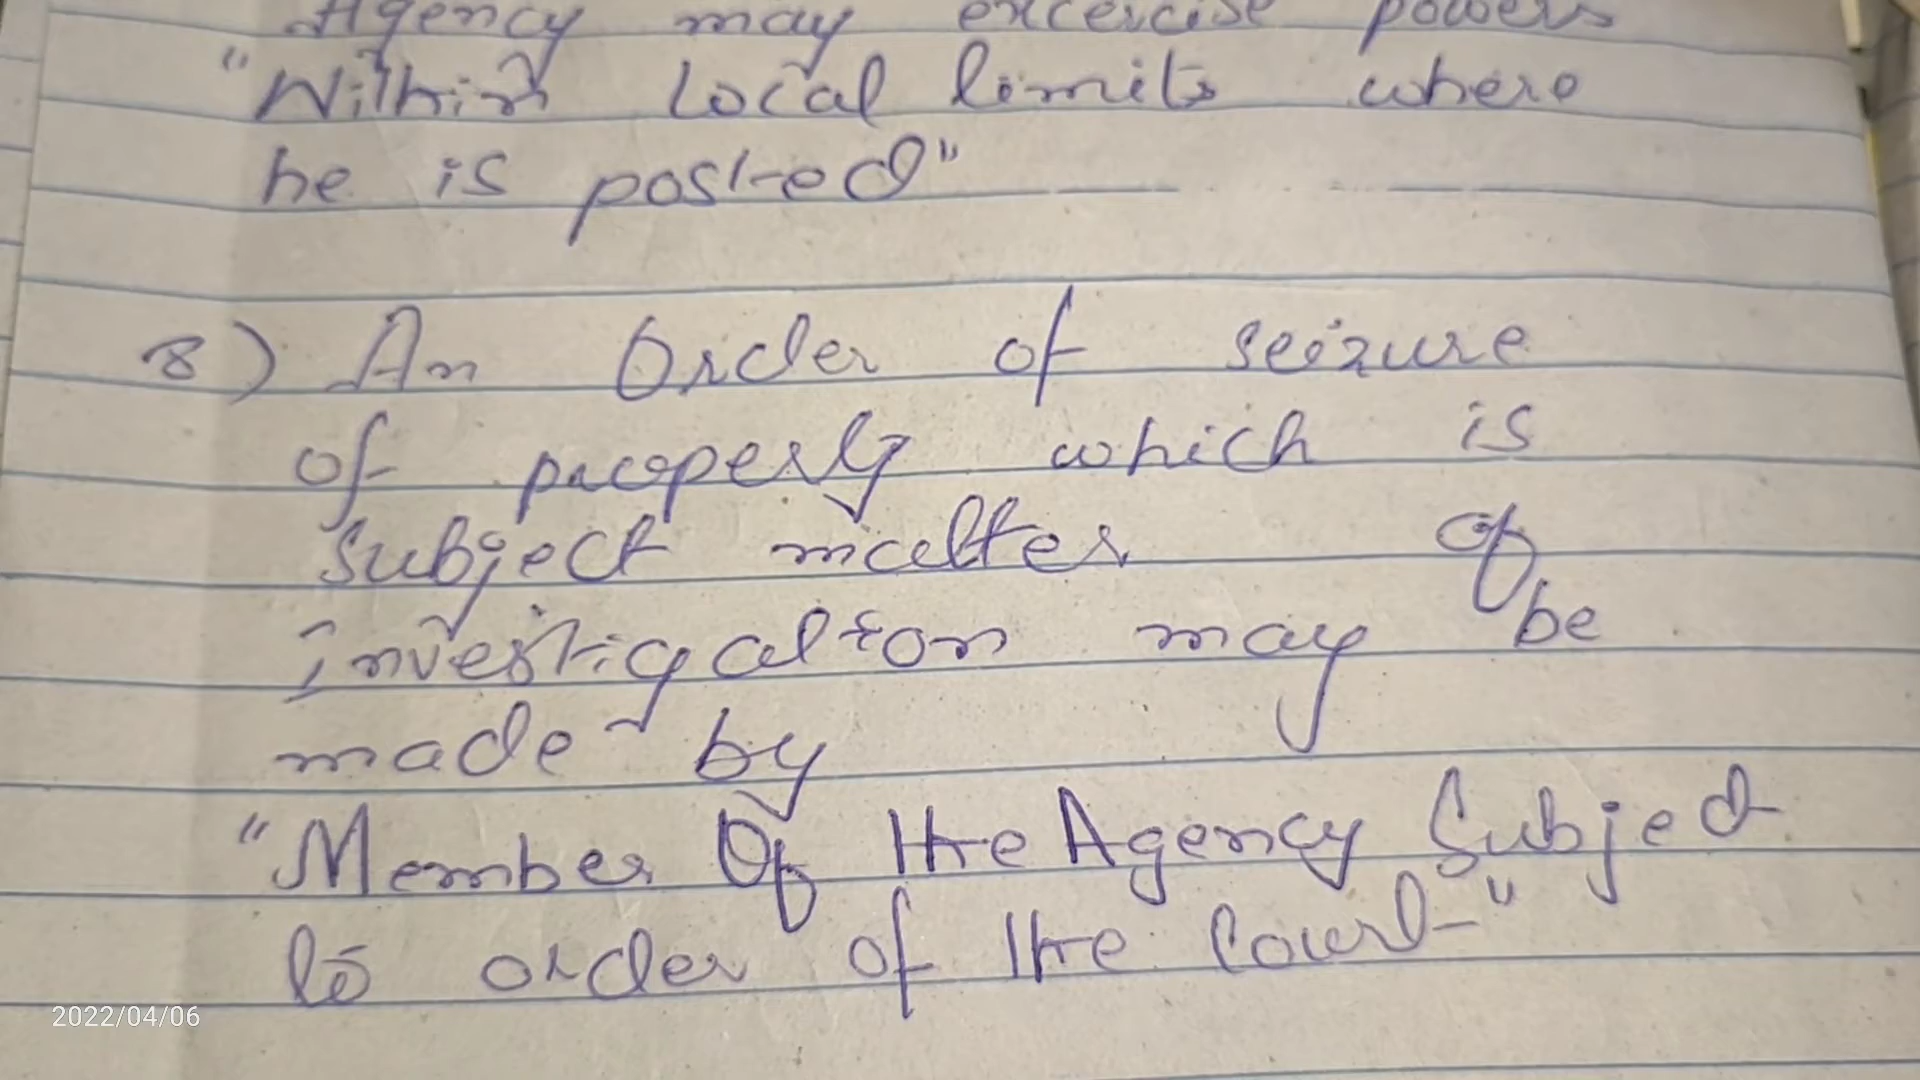 Agency may excercise powers
"Within local limits where
he is posted"
8) An Order of seizure
of property which is
subject matter of
investigation may be
made by
"Member Of the Agency Subject
to order of the Court"
2022/04/06